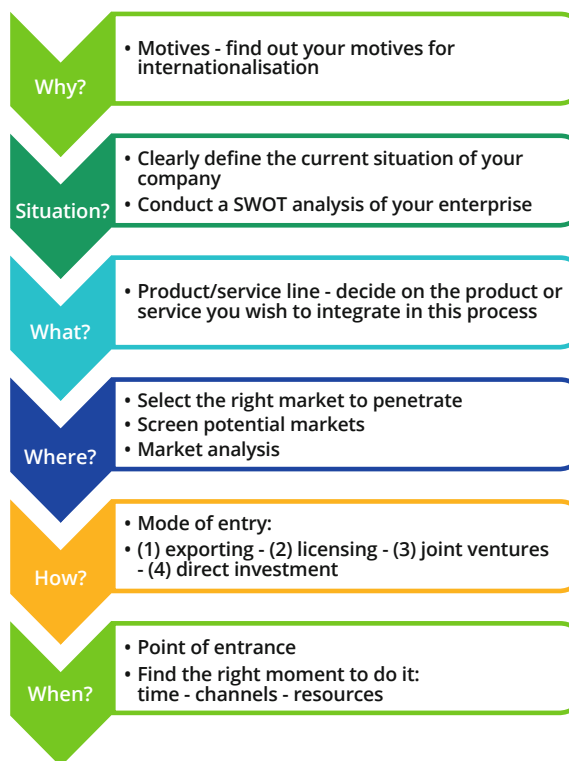 Why?
• Motives - find out your motives for
internationalisation
Situation?
• Clearly define the current situation of your
company
• Conduct a SWOT analysis of your enterprise
What?
• Product/service line - decide on the product or
service you wish to integrate in this process
Where?
• Select the right market to penetrate
• Screen potential markets
• Market analysis
How?
• Mode of entry:
• (1) exporting - (2) licensing - (3) joint ventures
- (4) direct investment
When?
• Point of entrance
• Find the right moment to do it:
time - channels - resources